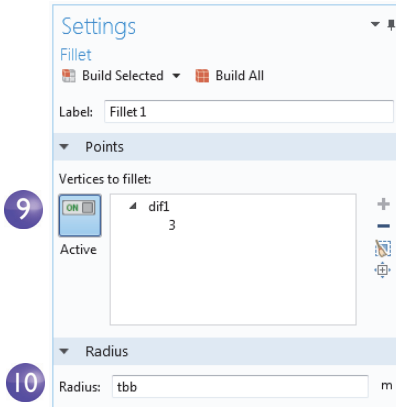 Settings
Fillet
Build Selected Build All
Label: Fillet 1
Points
Vertices to fillet:
9
ON
dif1
3
Active
Radius
10
Radius: tbb m